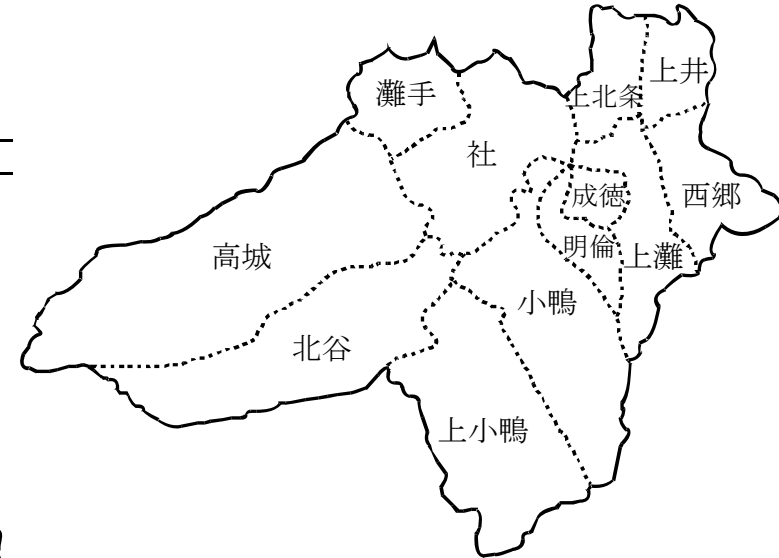 上井
灘手
上北条
社
成徳
西郷
明倫
上灘
高城
小鴨
北谷
上小鴨